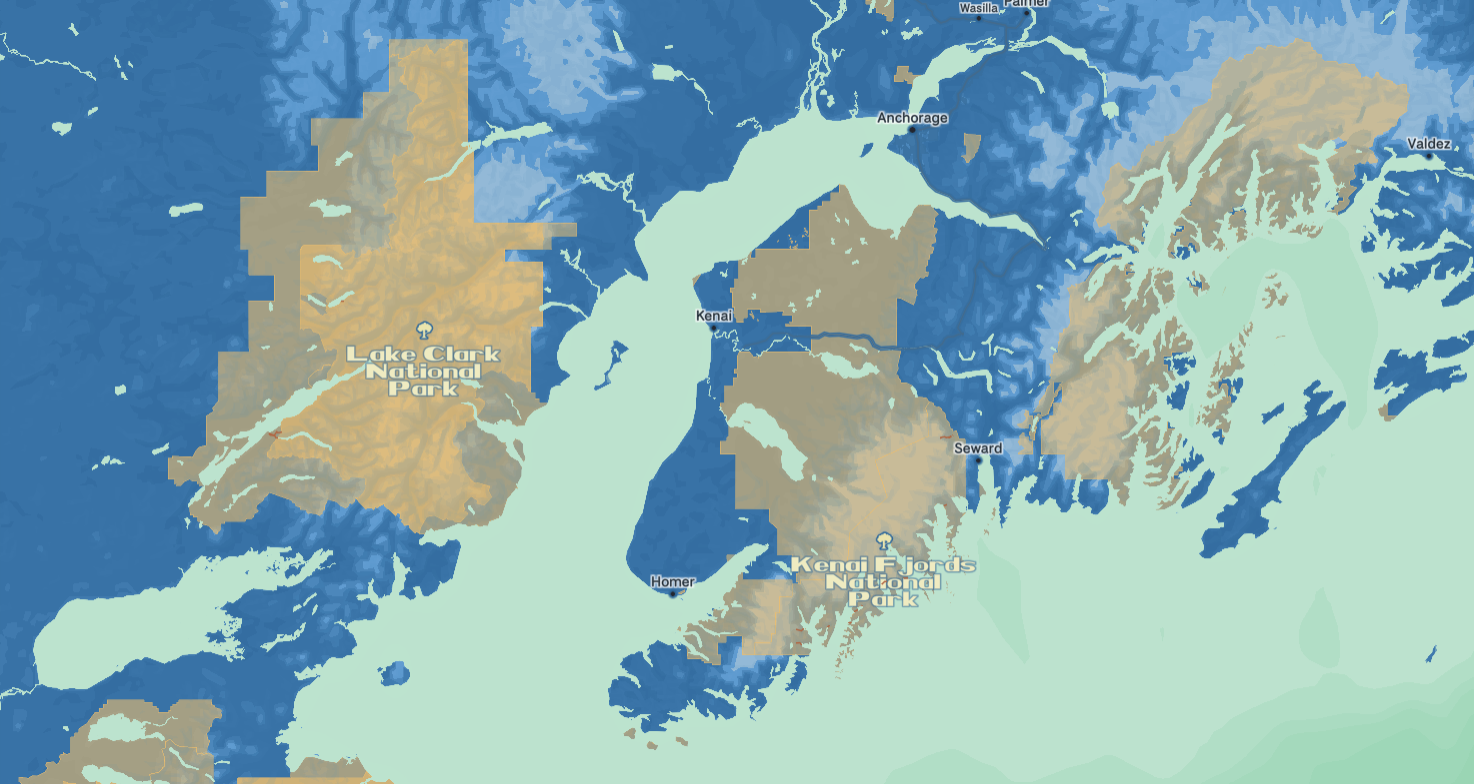 Wasilla
Palmer
Anchorage
Valdez
Kenai
Lake Clark
National
Park
Seward
Kenai Fjords
National
Park
Homer